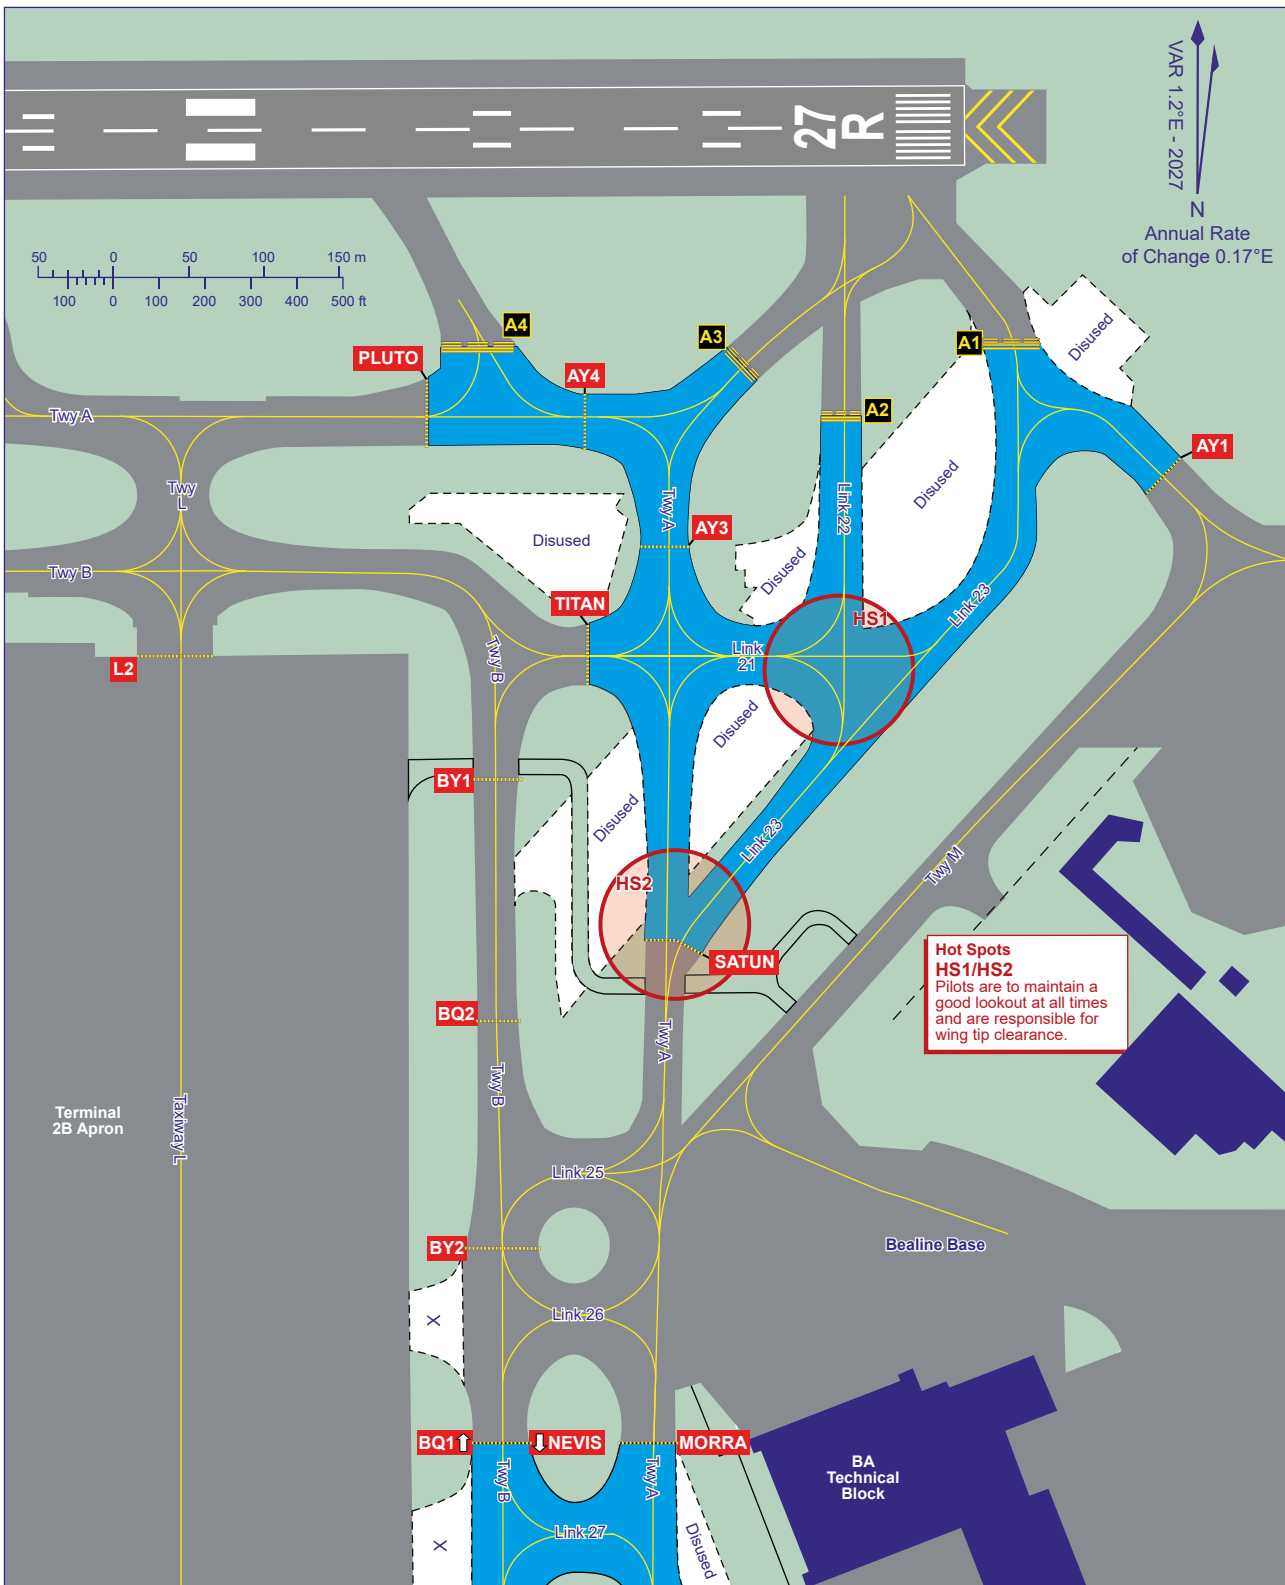 27
R
VAR 1.2°E - 2027
N
Annual Rate
of Change 0.17°E
50 0 50 100 150 m
100 0 100 200 300 400 500 ft
A4
A3
A1
Disused
PLUTO
AY4
A2
Twy A
AY1
Twy
L
Twy A
Link 22
Disused
AY3
Disused
Disused
Twy B
TITAN
HS1
Link 23
Twy B
Link
21
L2
Disused
BY1
Disused
Link 23
Twy M
HS2
SATUN
Hot Spots
HS1/HS2
Pilots are to maintain a
good lookout at all times
and are responsible for
wing tip clearance.
BQ2
Twy A
Twy B
Terminal
2B Apron
Taxiway L
Link 25
BY2
Bealine Base
Link 26
X
BQ1
NEVIS
MORRA
BA
Technical
Block
Twy B
Twy A
Link 27
X
Disused